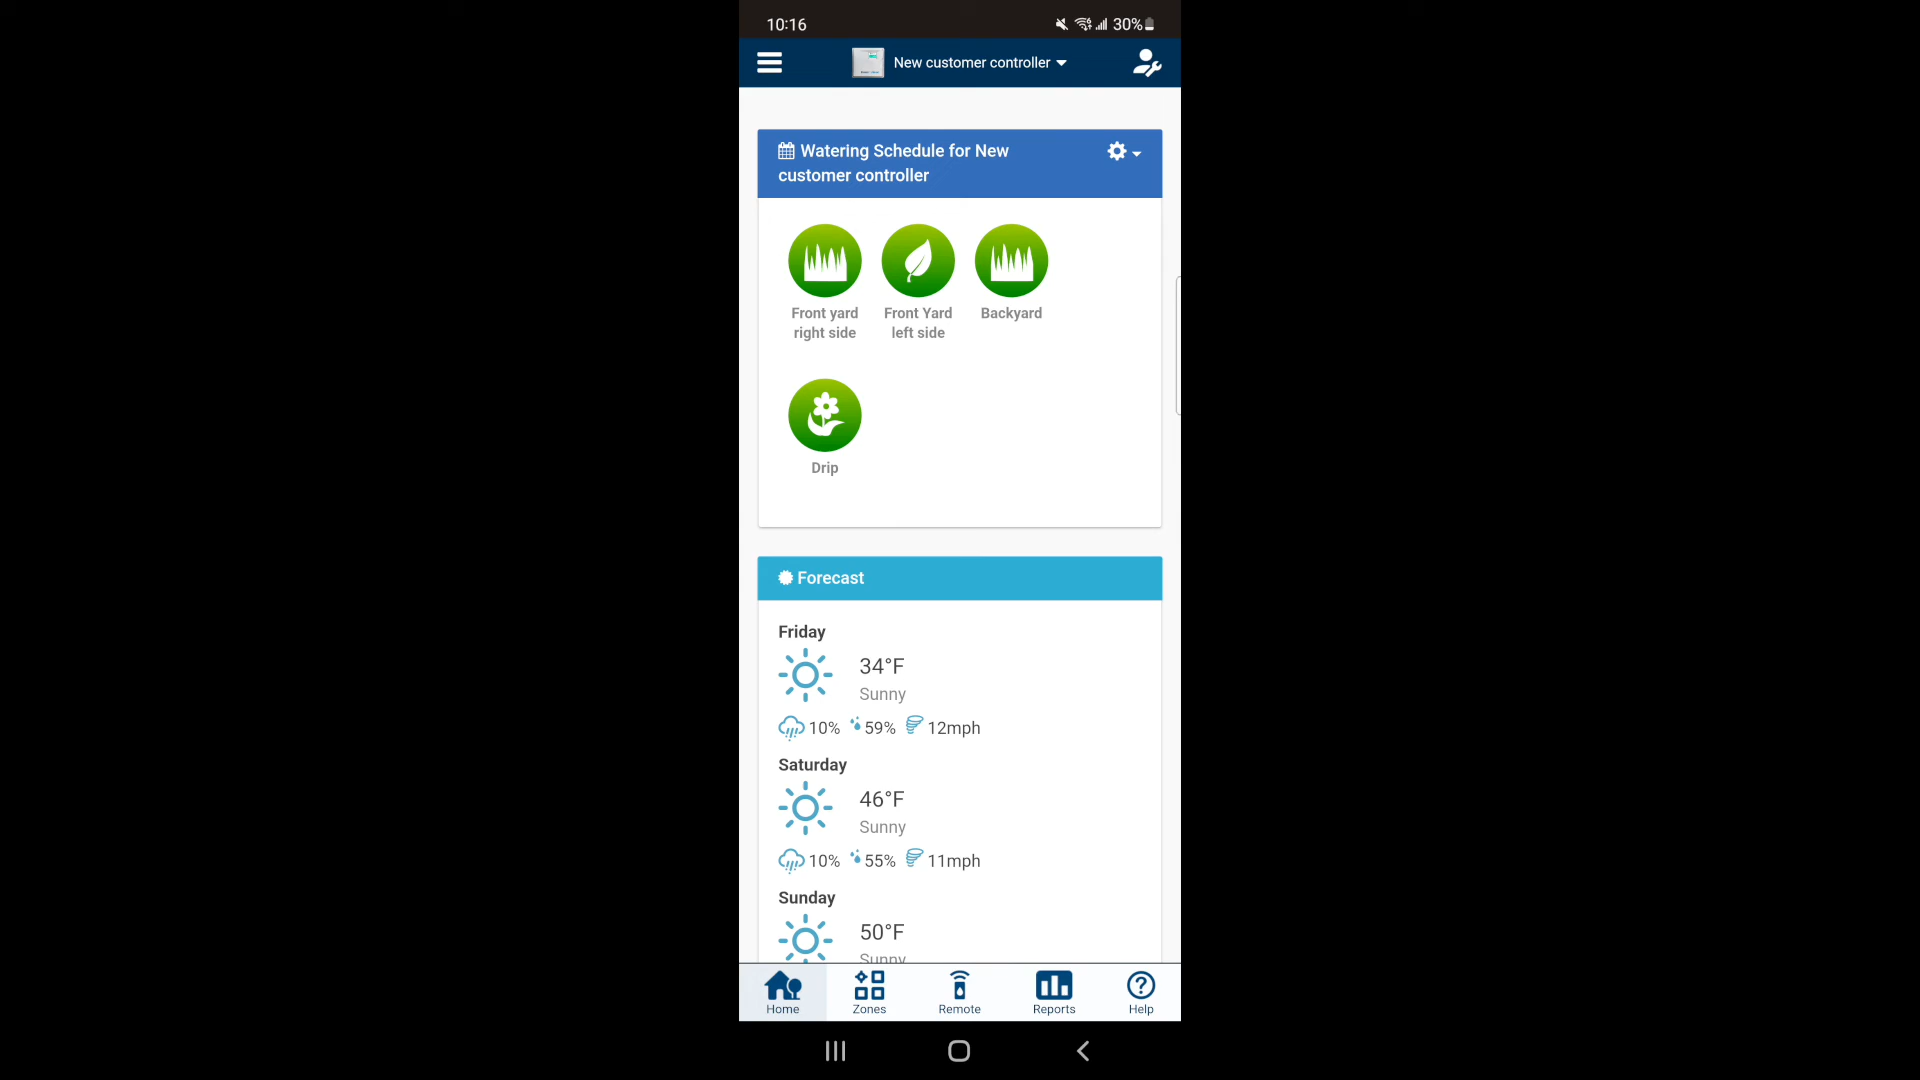 10:16
30%
New customer controller
Watering Schedule for New
customer controller
Front yard
right side
Front Yard
left side
Backyard
Drip
Forecast
Friday
34°F
Sunny
10% 59% 12mph
Saturday
46°F
Sunny
10% 55% 11mph
Sunday
50°F
Sunny
Home
Zones
Remote
Reports
Help